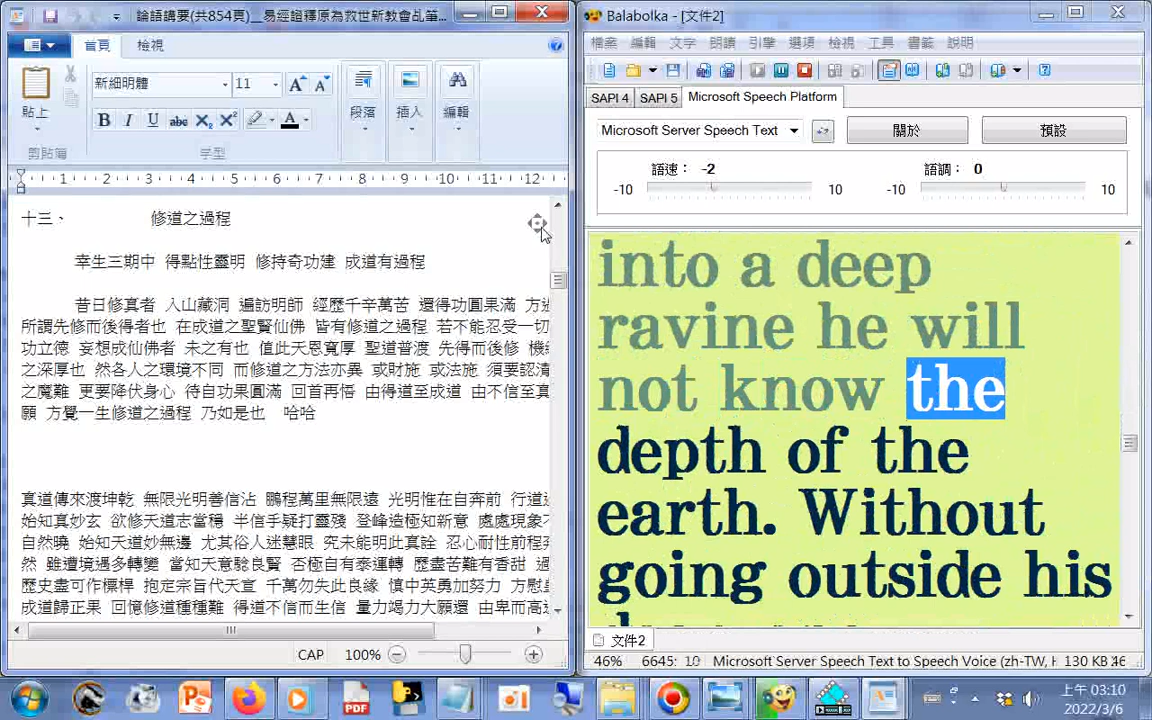 論語講要(共854頁)__易經證釋原為救世新教會乩筆...
首頁
檢視
新細明體
11
貼上
剪貼簿
B I U abc X₂ X² A
字型
段落
插入
編輯
1 2 3 4 5 6 7 8 9 10 11 12
十三、 修道之過程
幸生三期中 得點性靈明 修持奇功建 成道有過程
昔日修真者 入山藏洞 遍訪明師 經歷千辛萬苦 還得功圓果滿 方
所謂先修而後得者也 在成道之聖賢仙佛 皆有修道之過程 若不能忍受一切
功立德 妄想成仙佛者 未之有也 值此天恩寬厚 聖道普渡 先得而後修 機
之深厚也 然各人之環境不同 而修道之方法亦異 或財施 或法施 須要認清
之魔難 更要降伏身心 待自功果圓滿 回首再悟 由得道至成道 由不信至真
願 方覺一生修道之過程 乃如是也 哈哈
真道傳來渡坤乾 無限光明善信沾 鵬程萬里無限遠 光明惟在自奔前 行道
始知真妙玄 欲修天道志當穩 半信半疑打靈殘 登峰造極知新意 處處現象
自然曉 始知天道妙無邊 尤其俗人迷慧眼 究未能明此真詮 忍心耐性前程
然 雖遭境遇多轉變 當知天意騐良賢 否極自有泰運轉 歷盡苦難有香甜
歷史盡可作標桿 抱定宗旨代天宣 千萬勿失此良緣 慎中英勇加努力 方慰
成道歸正果 回憶修道種種難 得道不信而生信 量力竭力大願還 由卑而高
CAP 100%
Balabolka - [文件2]
檔案 編輯 文字 朗讀 引擎 選項 檢視 工具 書籤 說明
SAPI 4 SAPI 5 Microsoft Speech Platform
Microsoft Server Speech Text
關於
預設
語速： -2
語調： 0
-10 10 -10 10
into a deep
ravine he will
not know the
depth of the
earth. Without
going outside his
文件2
46% 6645: 10 Microsoft Server Speech Text to Speech Voice (zh-TW, H 130 KB
上午 03:10
2022/3/6